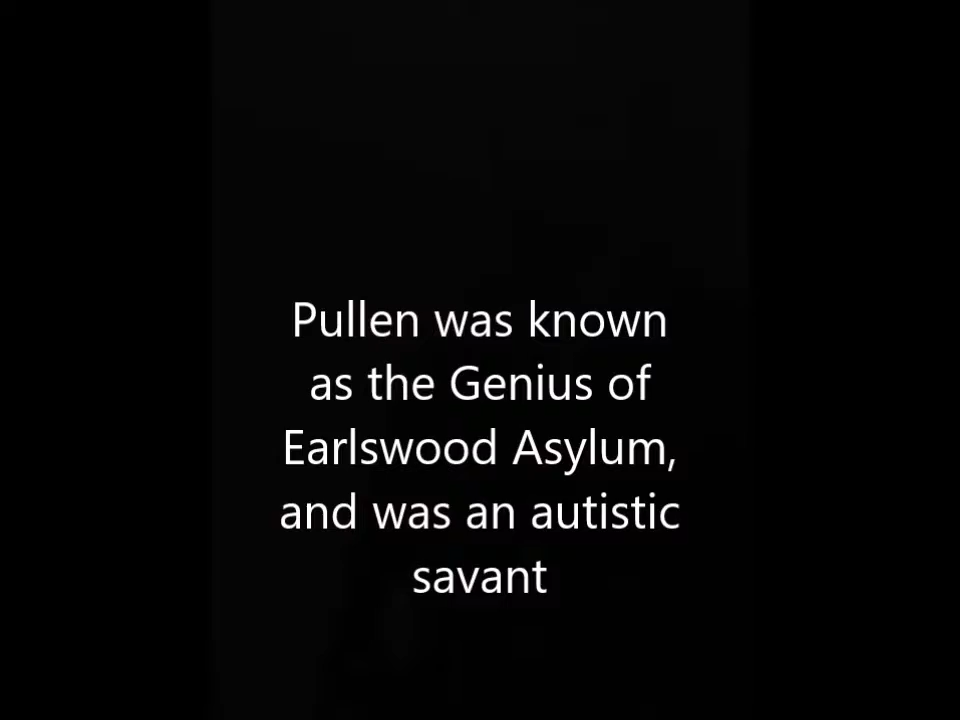 Pullen was known
as the Genius of
Earlswood Asylum,
and was an autistic
savant